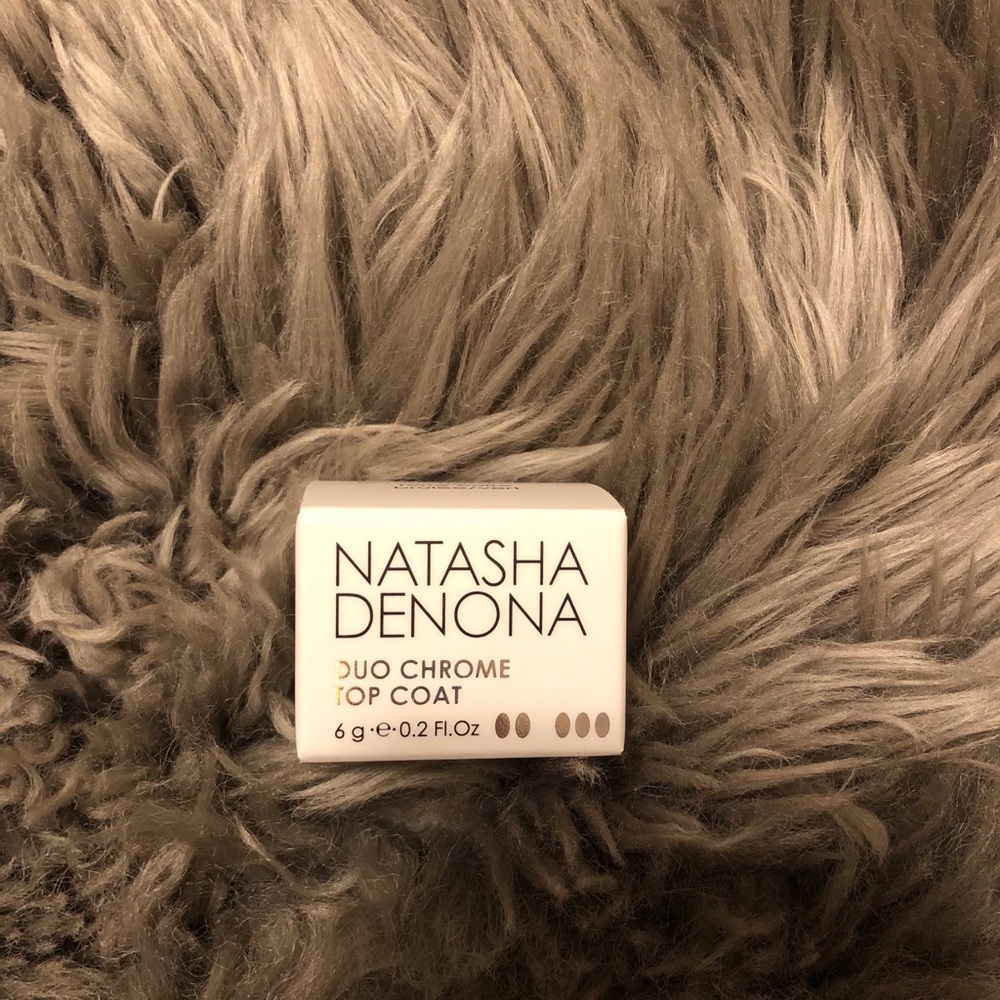 NATASHA
DENONA
DUO CHROME
TOP COAT
6 g·e·0.2 Fl.Oz